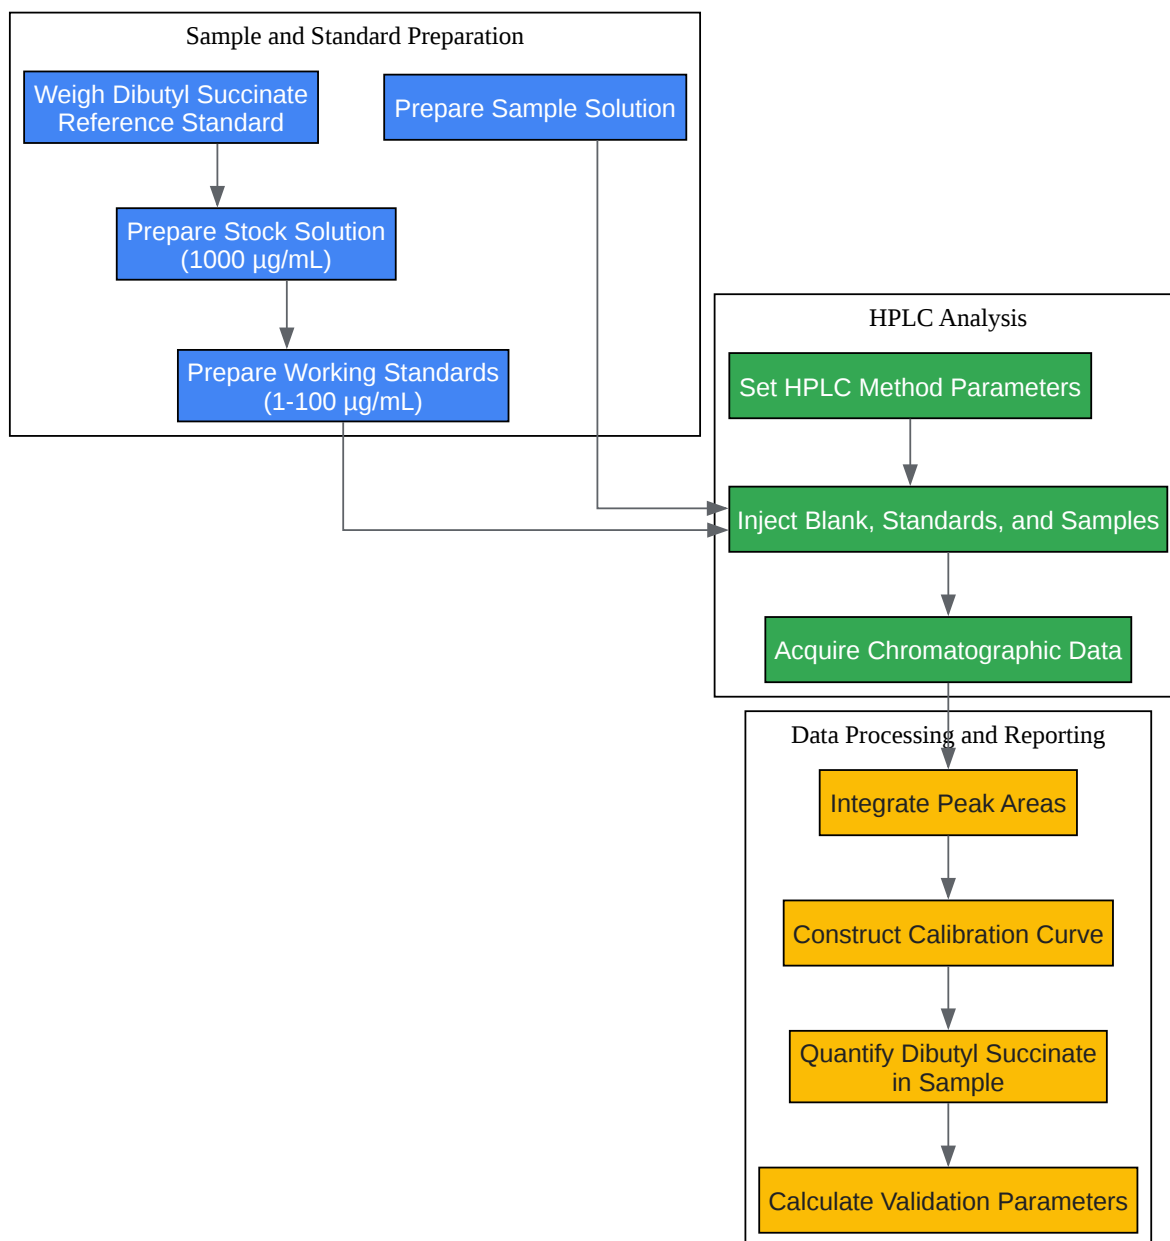 Sample and Standard Preparation
Weigh Dibutyl Succinate
Reference Standard
Prepare Sample Solution
Prepare Stock Solution
(1000 µg/mL)
Prepare Working Standards
(1-100 µg/mL)
HPLC Analysis
Set HPLC Method Parameters
Inject Blank, Standards, and Samples
Acquire Chromatographic Data
Data Processing and Reporting
Integrate Peak Areas
Construct Calibration Curve
Quantify Dibutyl Succinate
in Sample
Calculate Validation Parameters